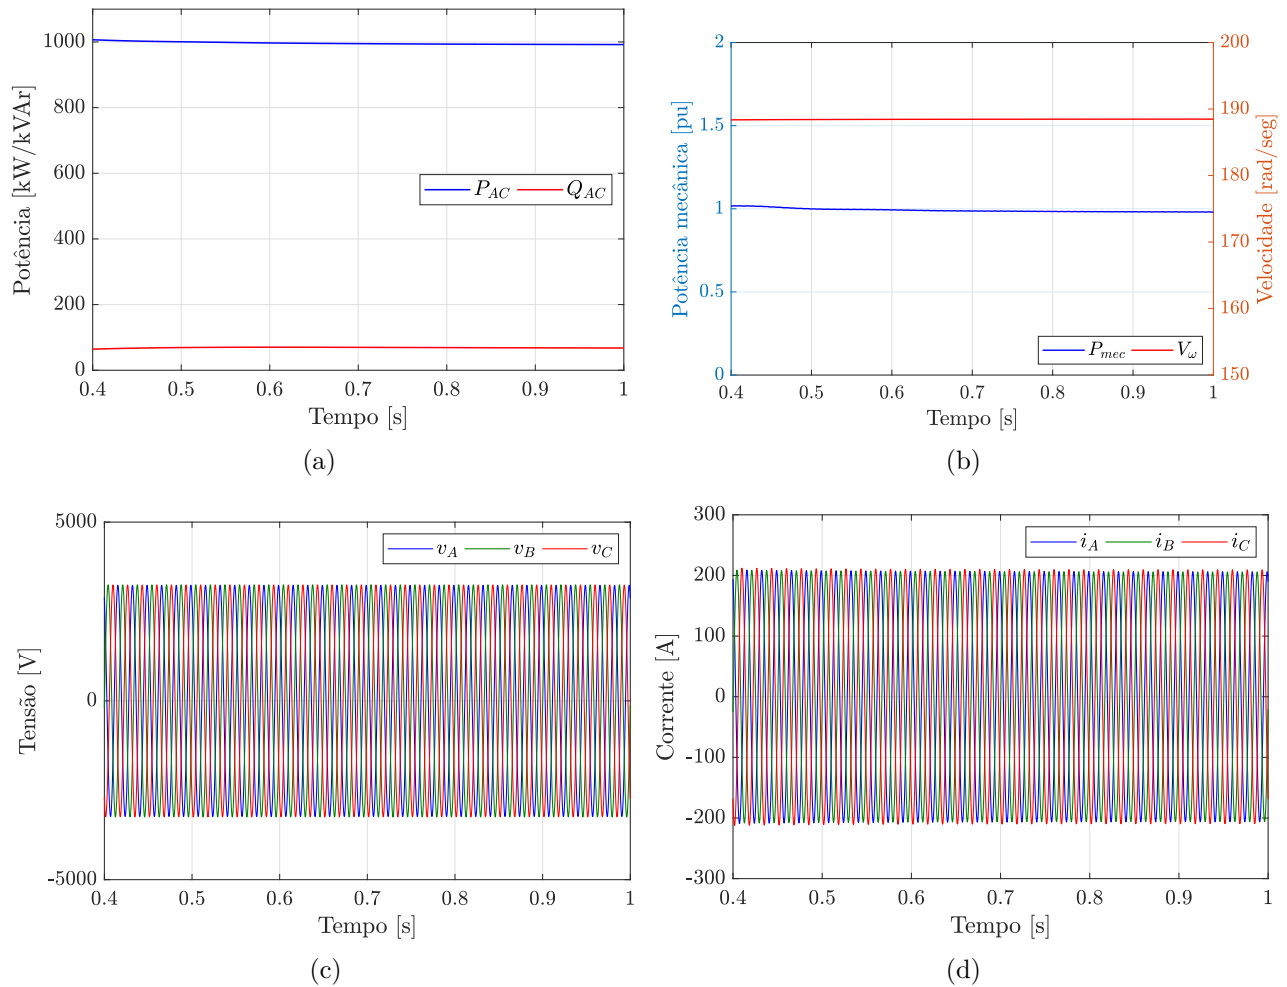 1000
800
600
400
200
0
Potência [kW/kVAr]
P_AC Q_AC
0.4 0.5 0.6 0.7 0.8 0.9 1
Tempo [s]
(a)
2
1.5
1
0.5
0
Potência mecânica [pu]
200
190
180
170
160
150
Velocidade [rad/seg]
P_mec V_ω
0.4 0.5 0.6 0.7 0.8 0.9 1
Tempo [s]
(b)
5000
0
-5000
Tensão [V]
v_A v_B v_C
0.4 0.5 0.6 0.7 0.8 0.9 1
Tempo [s]
(c)
300
200
100
0
-100
-200
-300
Corrente [A]
i_A i_B i_C
0.4 0.5 0.6 0.7 0.8 0.9 1
Tempo [s]
(d)